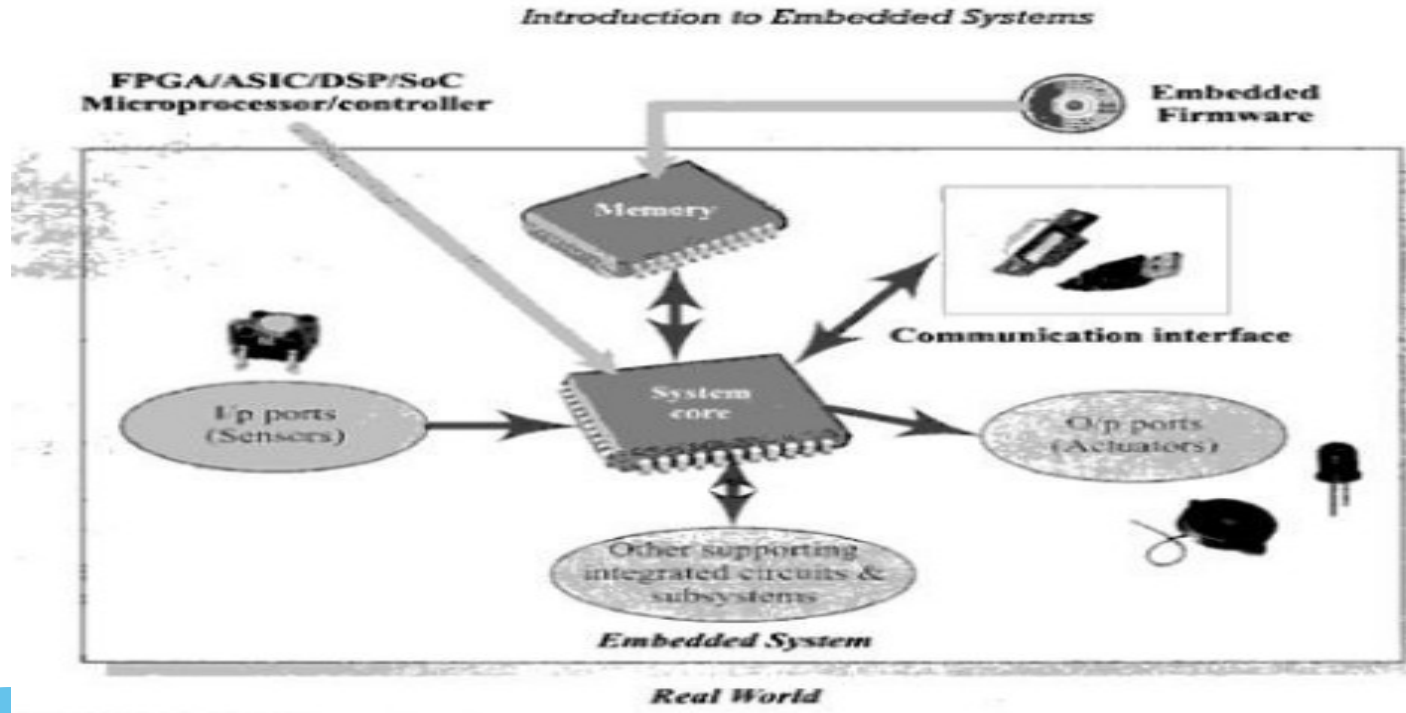 Introduction to Embedded Systems
FPGA/ASIC/DSP/SoC
Microprocessor/controller
Embedded
Firmware
Memory
Communication interface
System
core
I/p ports
(Sensors)
O/p ports
(Actuators)
Other supporting
integrated circuits &
subsystems
Embedded System
Real World